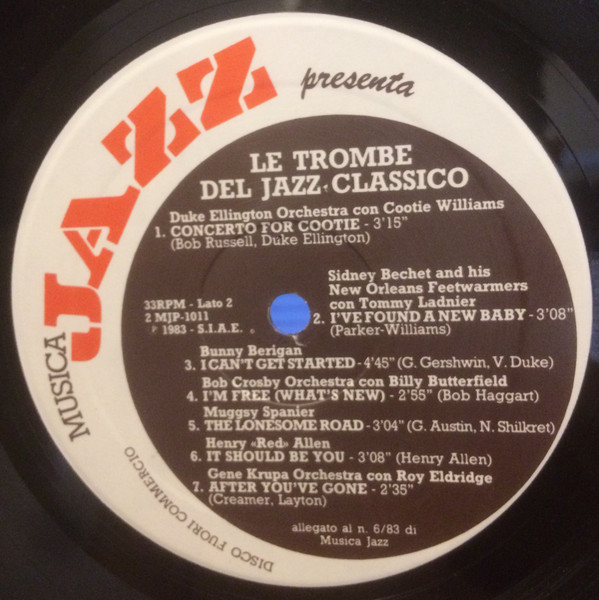 MUSICA JAZZ presenta
LE TROMBE
DEL JAZZ CLASSICO
Duke Ellington Orchestra con Cootie Williams
1. CONCERTO FOR COOTIE - 3'15"
(Bob Russell, Duke Ellington)
Sidney Bechet and his
New Orleans Feetwarmers
con Tommy Ladnier
2. I'VE FOUND A NEW BABY - 3'08"
(Parker-Williams)
33RPM - Lato 2
2 MJP-1011
℗ 1983 - S.I.A.E.
Bunny Berigan
3. I CAN'T GET STARTED - 4'45" (G. Gershwin, V. Duke)
Bob Crosby Orchestra con Billy Butterfield
4. I'M FREE (WHAT'S NEW) - 2'55" (Bob Haggart)
Muggsy Spanier
5. THE LONESOME ROAD - 3'04" (G. Austin, N. Shilkret)
Henry «Red» Allen
6. IT SHOULD BE YOU - 3'08" (Henry Allen)
Gene Krupa Orchestra con Roy Eldridge
7. AFTER YOU'VE GONE - 2'35"
(Creamer, Layton)
allegato al n. 6/83 di
Musica Jazz
DISCO FUORI COMMERCIO